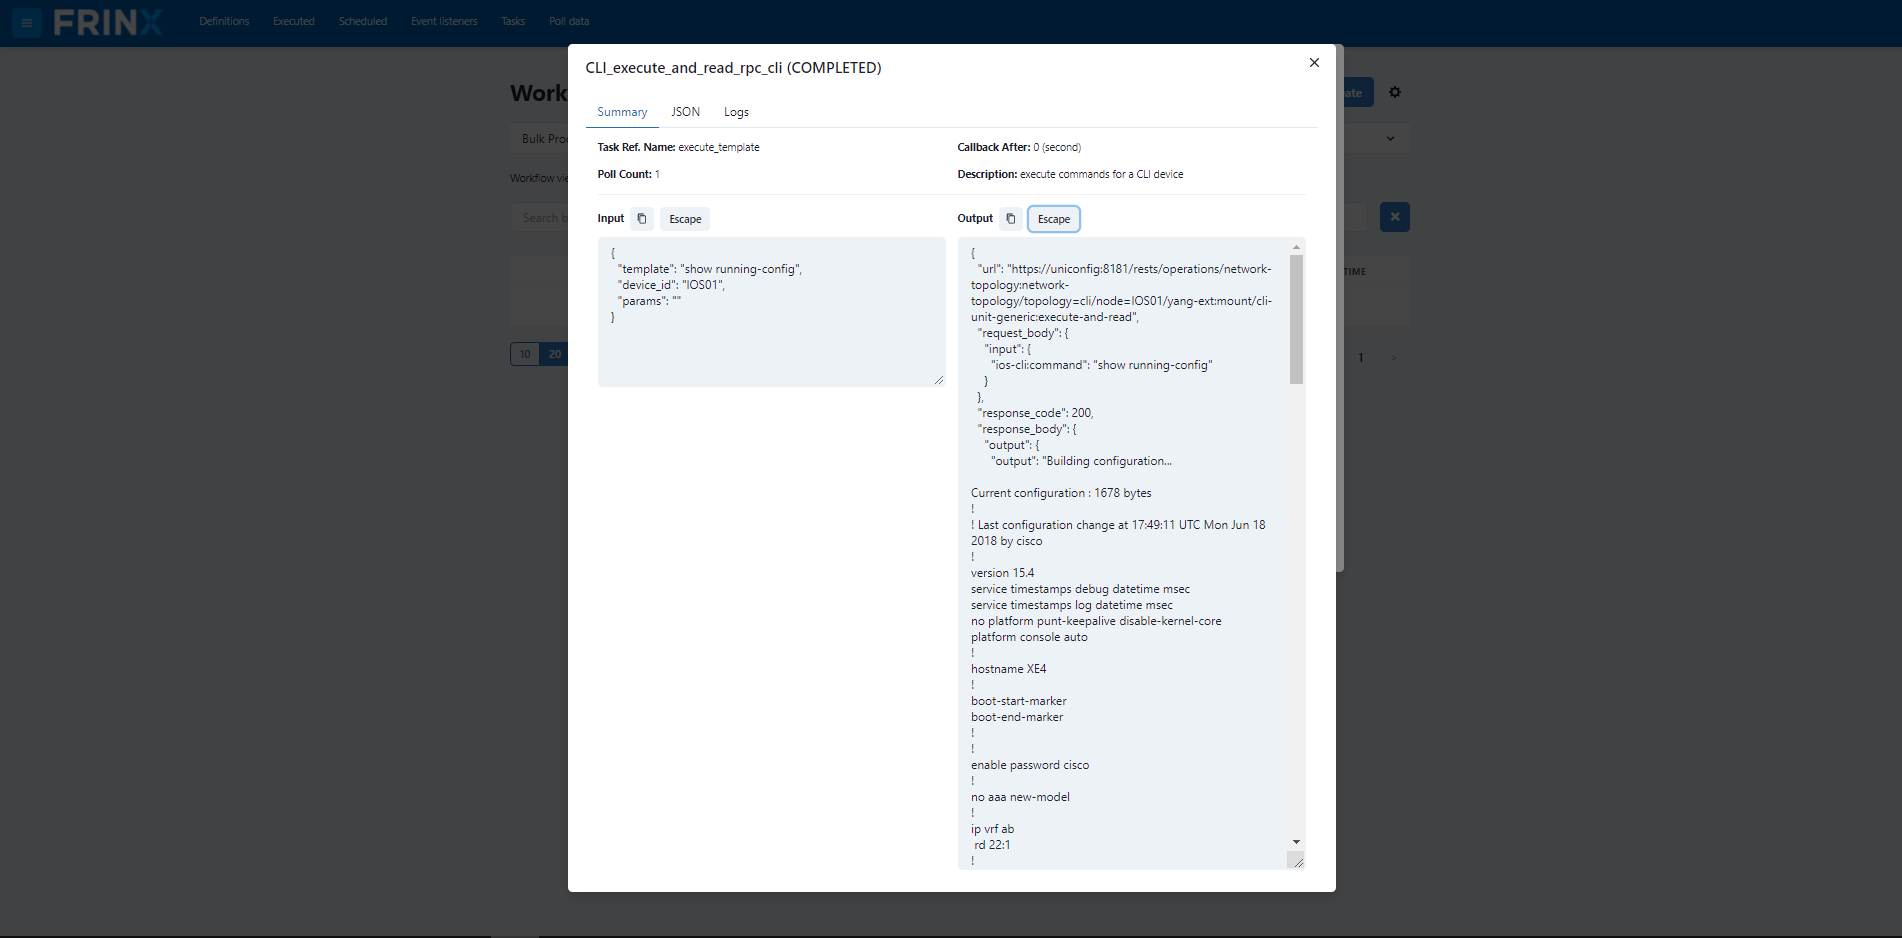 FRINX
Definitions
Executed
Scheduled
Event listeners
Tasks
Poll data
Work
ate
Bulk Proc
Workflow vie
Search b
TIME
10
20
1
>
CLI_execute_and_read_rpc_cli (COMPLETED)
Summary
JSON
Logs
Task Ref. Name: execute_template
Callback After: 0 (second)
Poll Count: 1
Description: execute commands for a CLI device
Input
Escape
{
"template": "show running-config",
"device_id": "IOS01",
"params": ""
}
Output
Escape
{
"url": "https://uniconfig:8181/rests/operations/network-
topology:network-
topology/topology=cli/node=IOS01/yang-ext:mount/cli-
unit-generic:execute-and-read",
"request_body": {
"input": {
"ios-cli:command": "show running-config"
}
},
"response_code": 200,
"response_body": {
"output": {
"output": "Building configuration...
Current configuration : 1678 bytes
!
! Last configuration change at 17:49:11 UTC Mon Jun 18
2018 by cisco
!
version 15.4
service timestamps debug datetime msec
service timestamps log datetime msec
no platform punt-keepalive disable-kernel-core
platform console auto
!
hostname XE4
!
boot-start-marker
boot-end-marker
!
!
enable password cisco
!
no aaa new-model
!
ip vrf ab
rd 22:1
!